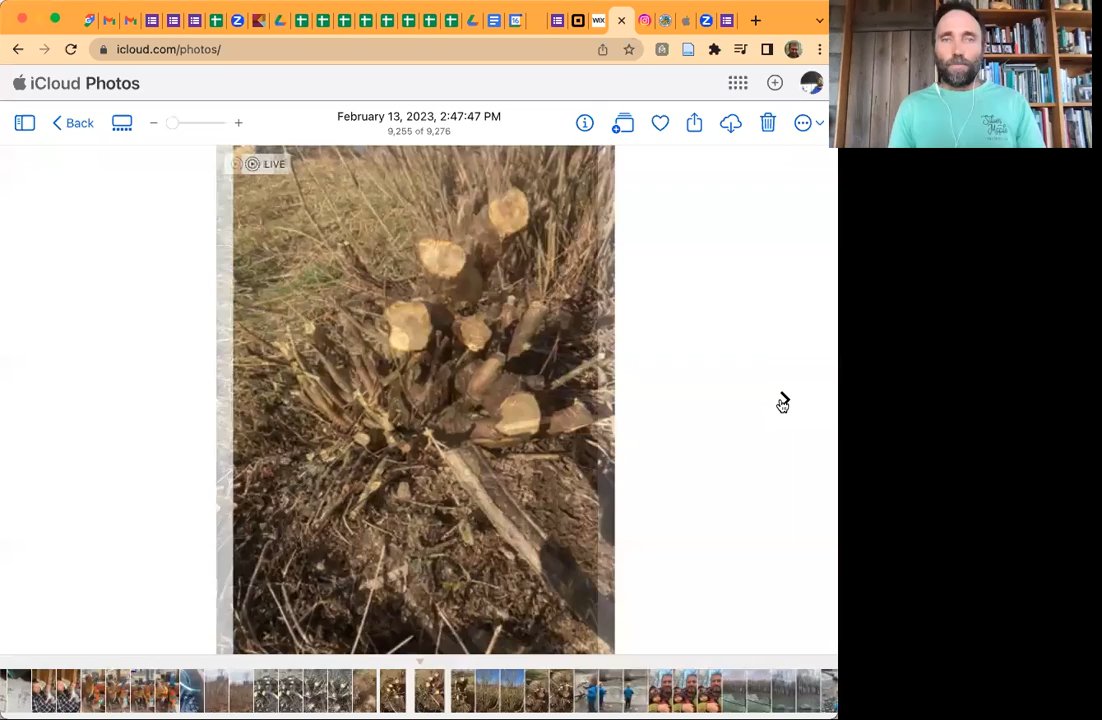 WIX
icloud.com/photos/
iCloud Photos
Back
February 13, 2023, 2:47:47 PM
9,255 of 9,276
LIVE